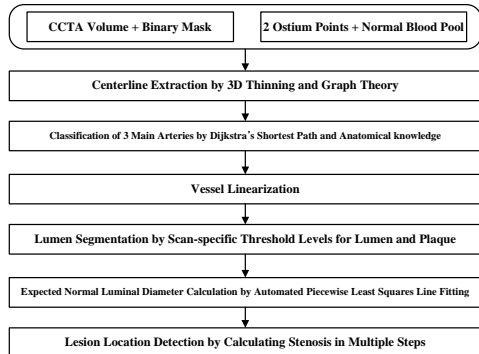 CCTA Volume + Binary Mask
2 Ostium Points + Normal Blood Pool
Centerline Extraction by 3D Thinning and Graph Theory
Classification of 3 Main Arteries by Dijkstra's Shortest Path and Anatomical knowledge
Vessel Linearization
Lumen Segmentation by Scan-specific Threshold Levels for Lumen and Plaque
Expected Normal Luminal Diameter Calculation by Automated Piecewise Least Squares Line Fitting
Lesion Location Detection by Calculating Stenosis in Multiple Steps